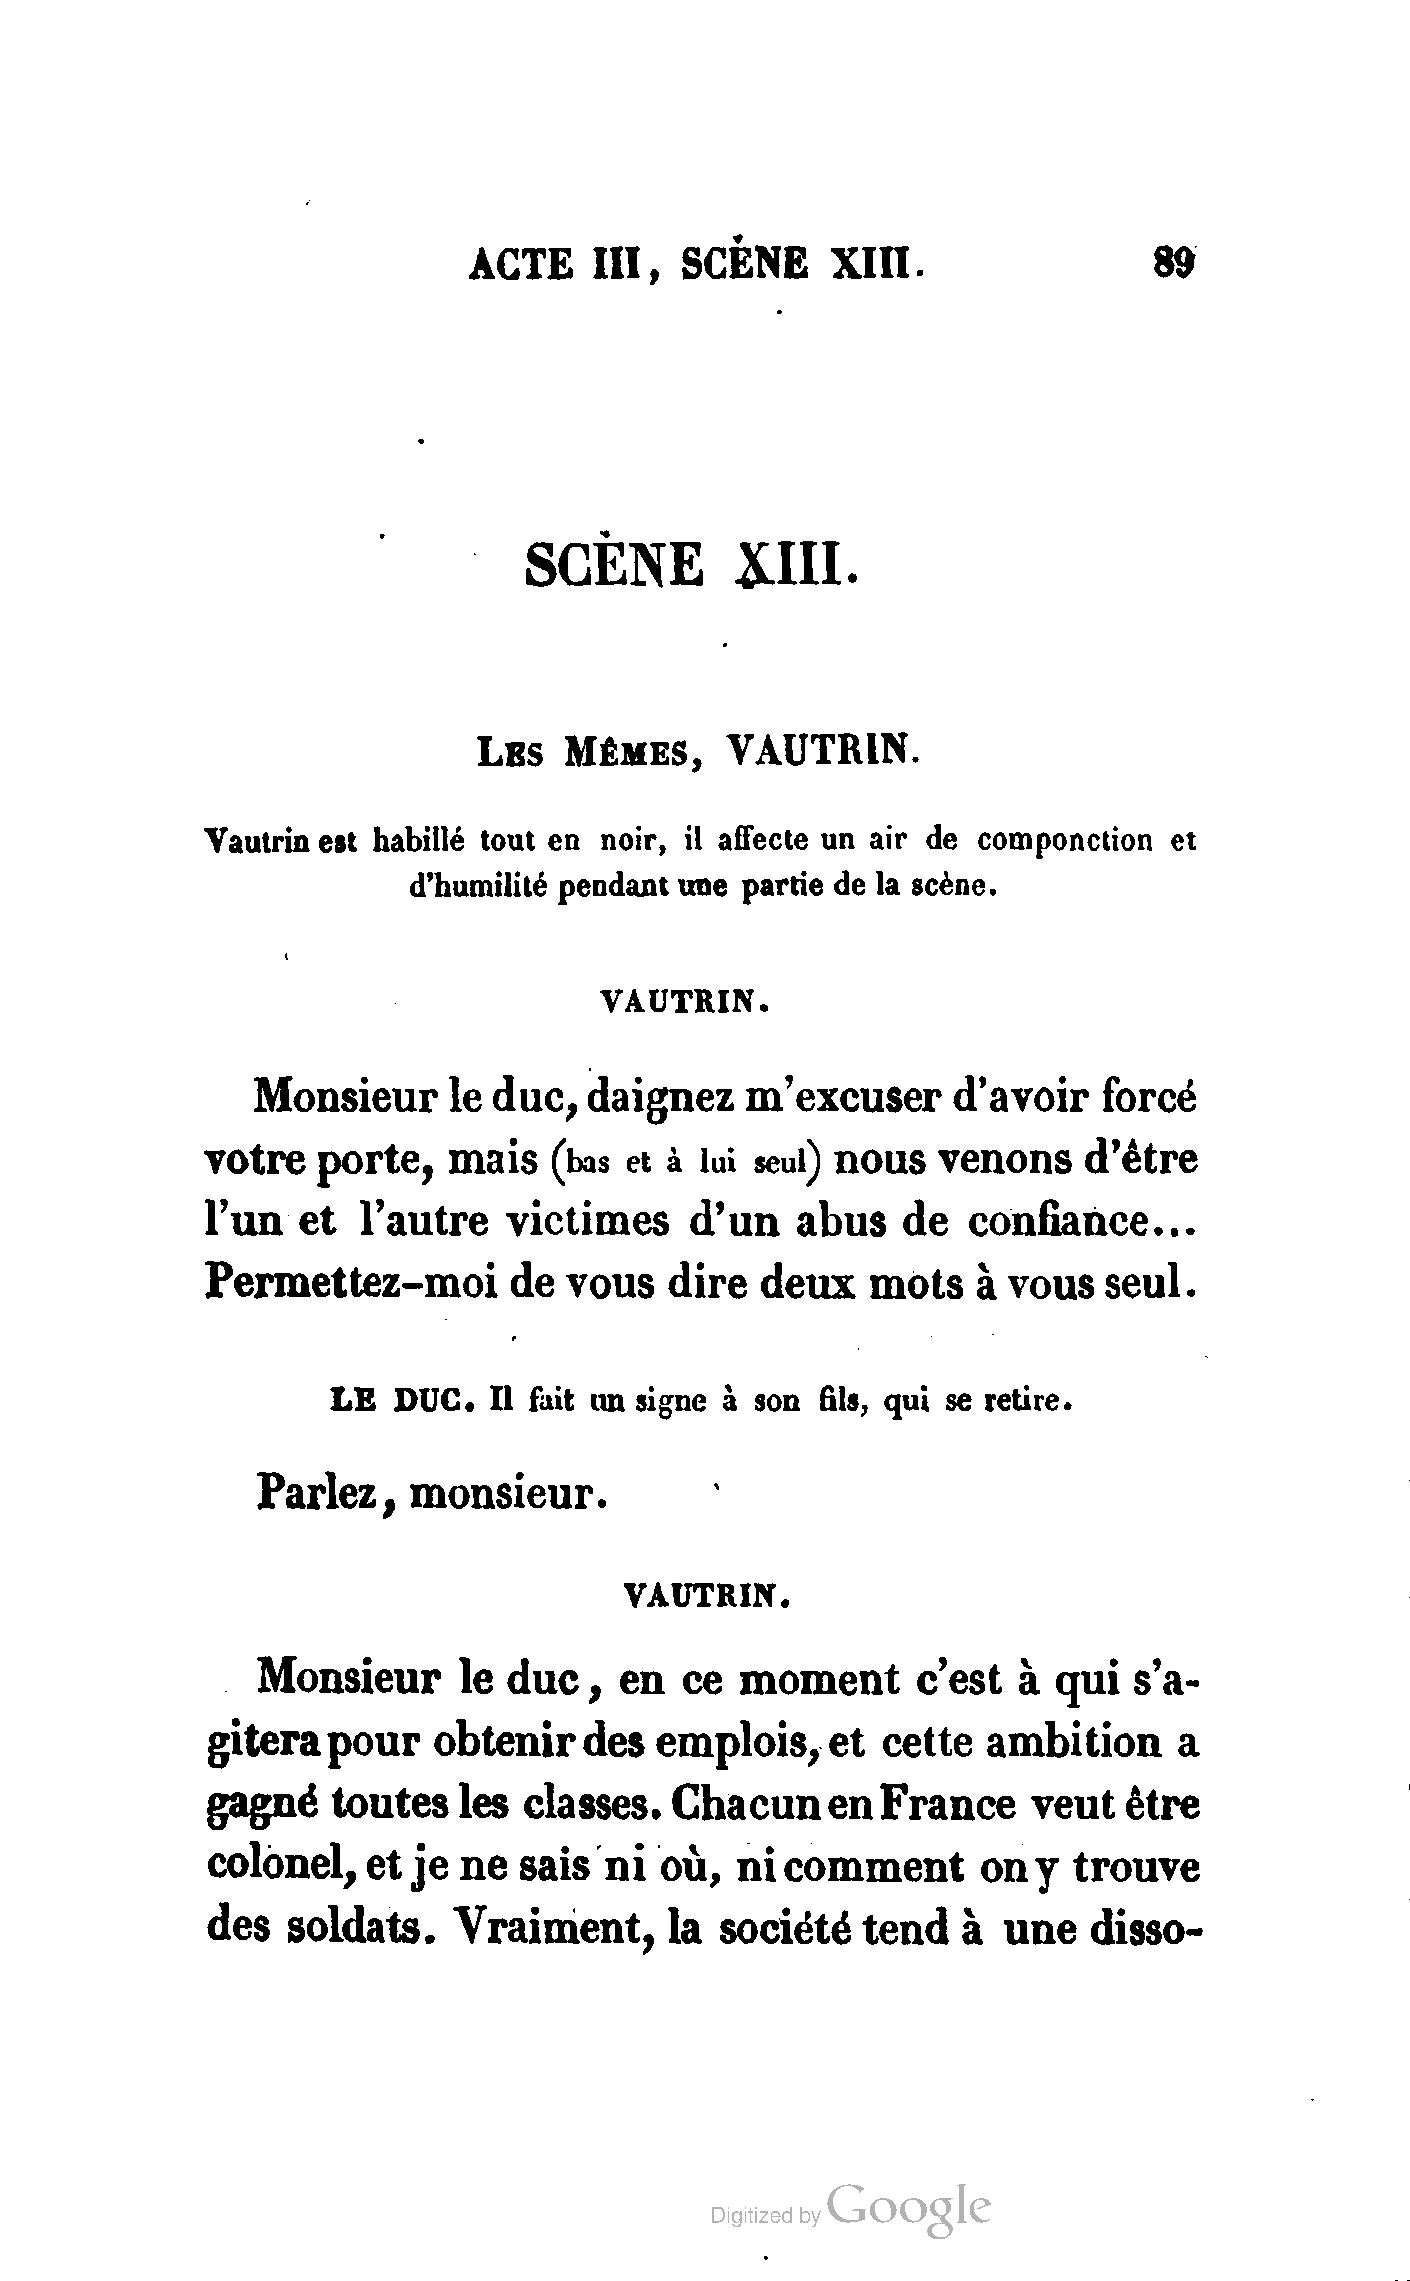 ACTE III, SCÈNE XIII. 89
SCÈNE XIII.
LES MÊMES, VAUTRIN.
Vautrin est habillé tout en noir, il affecte un air de componction et
d'humilité pendant une partie de la scène.
VAUTRIN.
Monsieur le duc, daignez m'excuser d'avoir forcé
votre porte, mais (bas et à lui seul) nous venons d'être
l'un et l'autre victimes d'un abus de confiance...
Permettez-moi de vous dire deux mots à vous seul.
LE DUC. Il fait un signe à son fils, qui se retire.
Parlez, monsieur.
VAUTRIN.
Monsieur le duc, en ce moment c'est à qui s'a-
gitera pour obtenir des emplois, et cette ambition a
gagné toutes les classes. Chacun en France veut être
colonel, et je ne sais ni où, ni comment on y trouve
des soldats. Vraiment, la société tend à une disso-
Digitized by Google